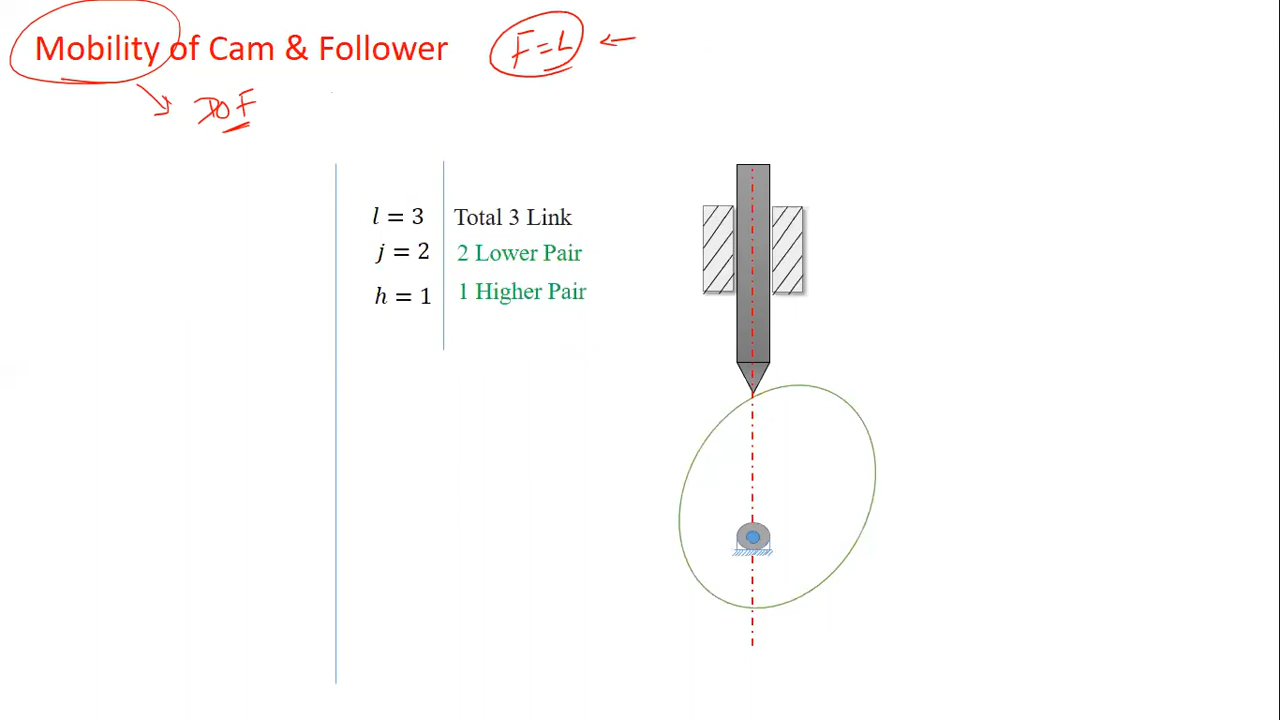 Mobility of Cam & Follower
F = L
DOF
l = 3 Total 3 Link
j = 2 2 Lower Pair
h = 1 1 Higher Pair